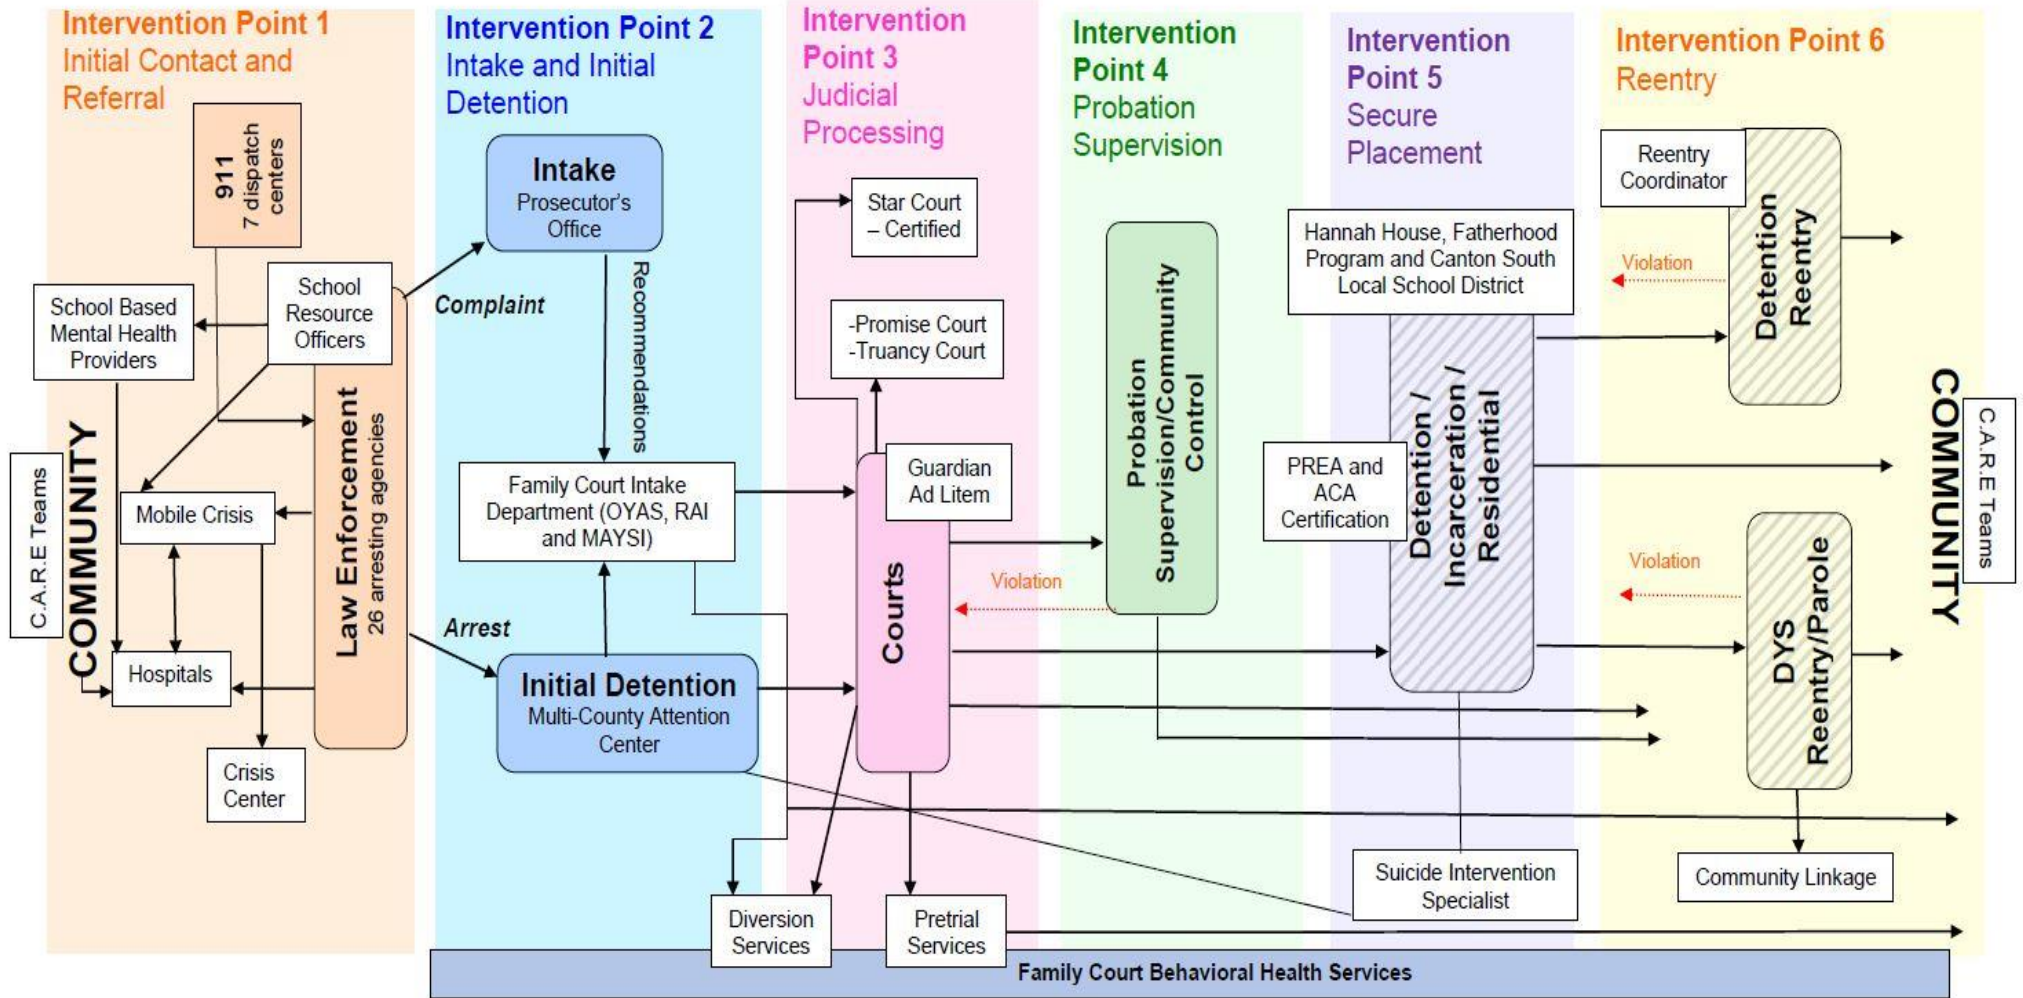 Intervention Point 1
Initial Contact and
Referral
911
7 dispatch
centers
School Based
Mental Health
Providers
School
Resource
Officers
C.A.R.E Teams
COMMUNITY
Law Enforcement
26 arresting agencies
Mobile Crisis
Hospitals
Crisis
Center
Intervention Point 2
Intake and Initial
Detention
Intake
Prosecutor's
Office
Complaint
Recommendations
Family Court Intake
Department (OYAS, RAI
and MAYSI)
Arrest
Initial Detention
Multi-County Attention
Center
Intervention
Point 3
Judicial
Processing
Star Court
– Certified
-Promise Court
-Truancy Court
Guardian
Ad Litem
Courts
Violation
Diversion
Services
Pretrial
Services
Intervention
Point 4
Probation
Supervision
Probation
Supervision/Community
Control
Intervention
Point 5
Secure
Placement
Hannah House, Fatherhood
Program and Canton South
Local School District
PREA and
ACA
Certification
Detention /
Incarceration /
Residential
Suicide Intervention
Specialist
Intervention Point 6
Reentry
Reentry
Coordinator
Detention
Reentry
Violation
Violation
DYS
Reentry/Parole
Community Linkage
COMMUNITY
C.A.R.E Teams
Family Court Behavioral Health Services